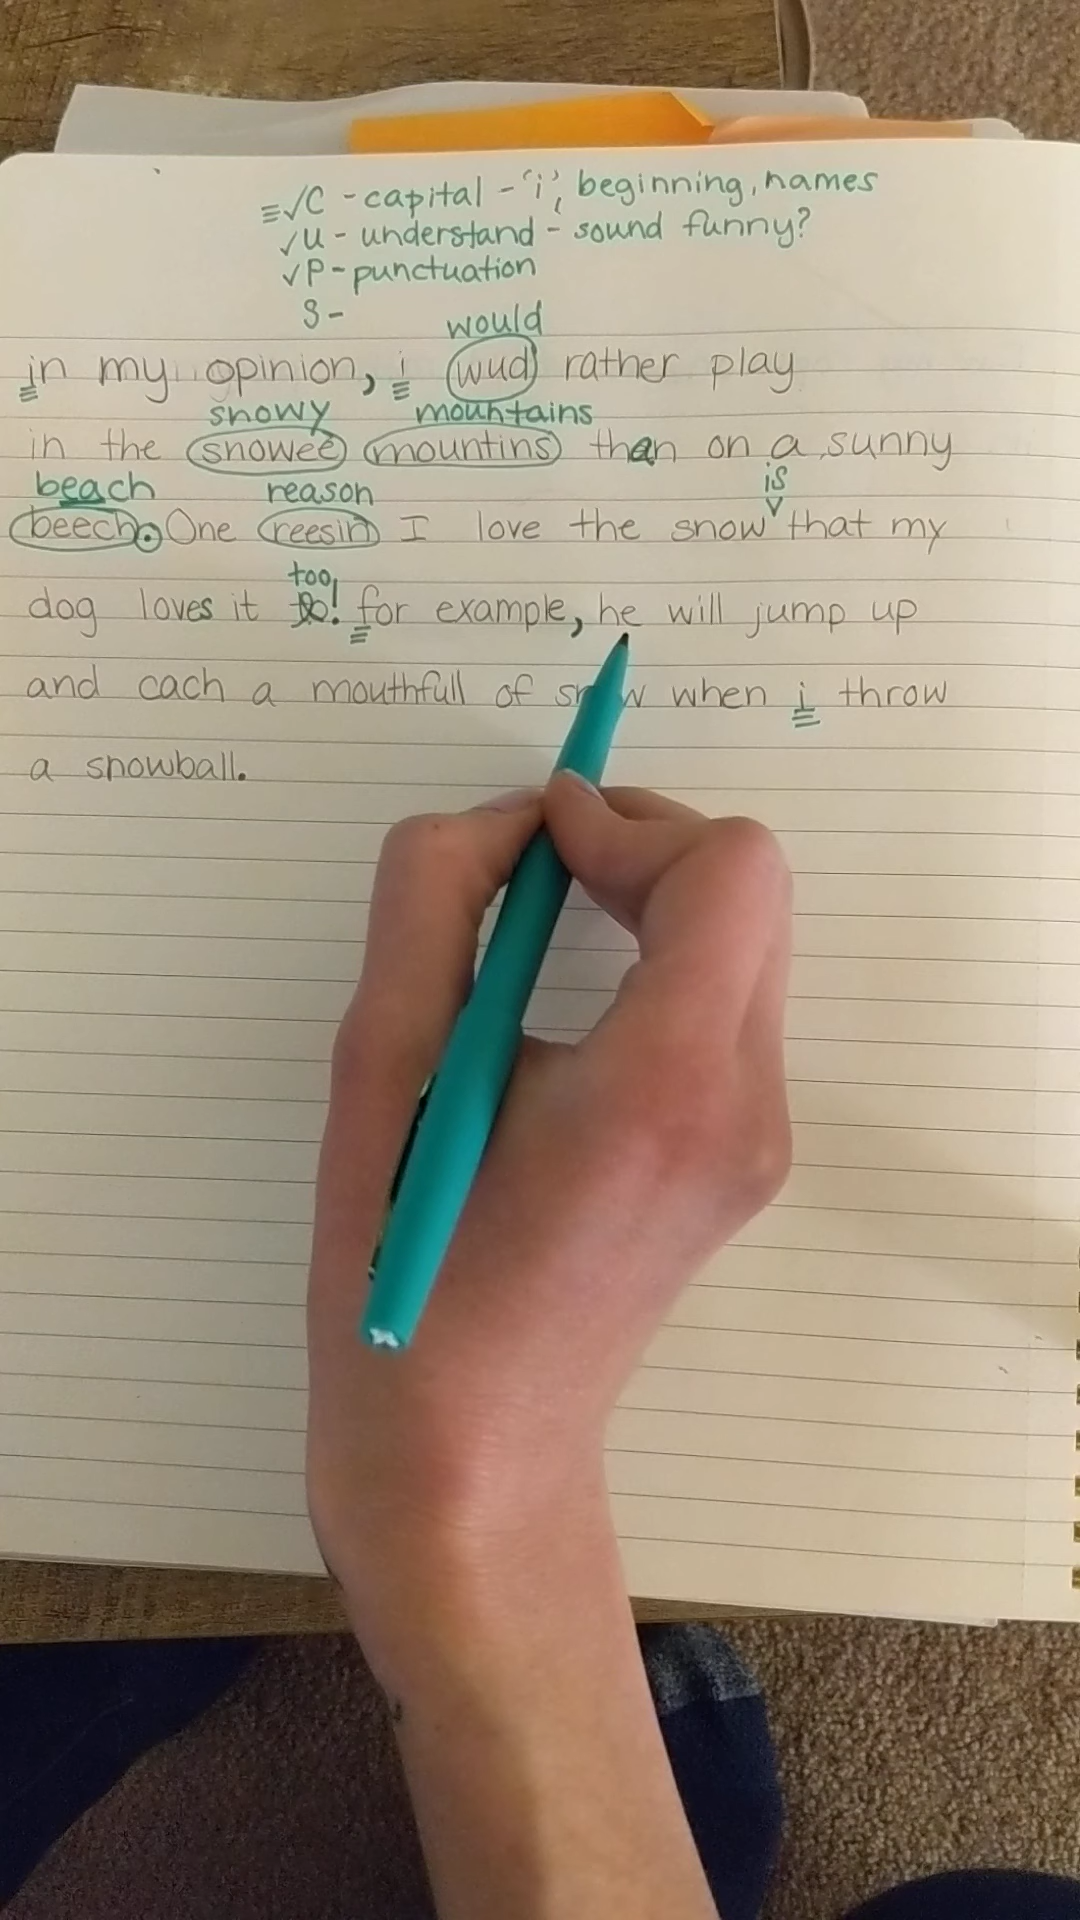 ≡✓C - capital - "i", beginning, names
✓U - understand - sound funny?
✓P - punctuation
S -
would
in my opinion, i wud rather play
snowy mountains
in the snowee mountins than on a sunny
beach reason is
beech. One reesin I love the snow that my
too
dog loves it to! for example, he will jump up
and cach a mouthfull of when i throw
a snowball.